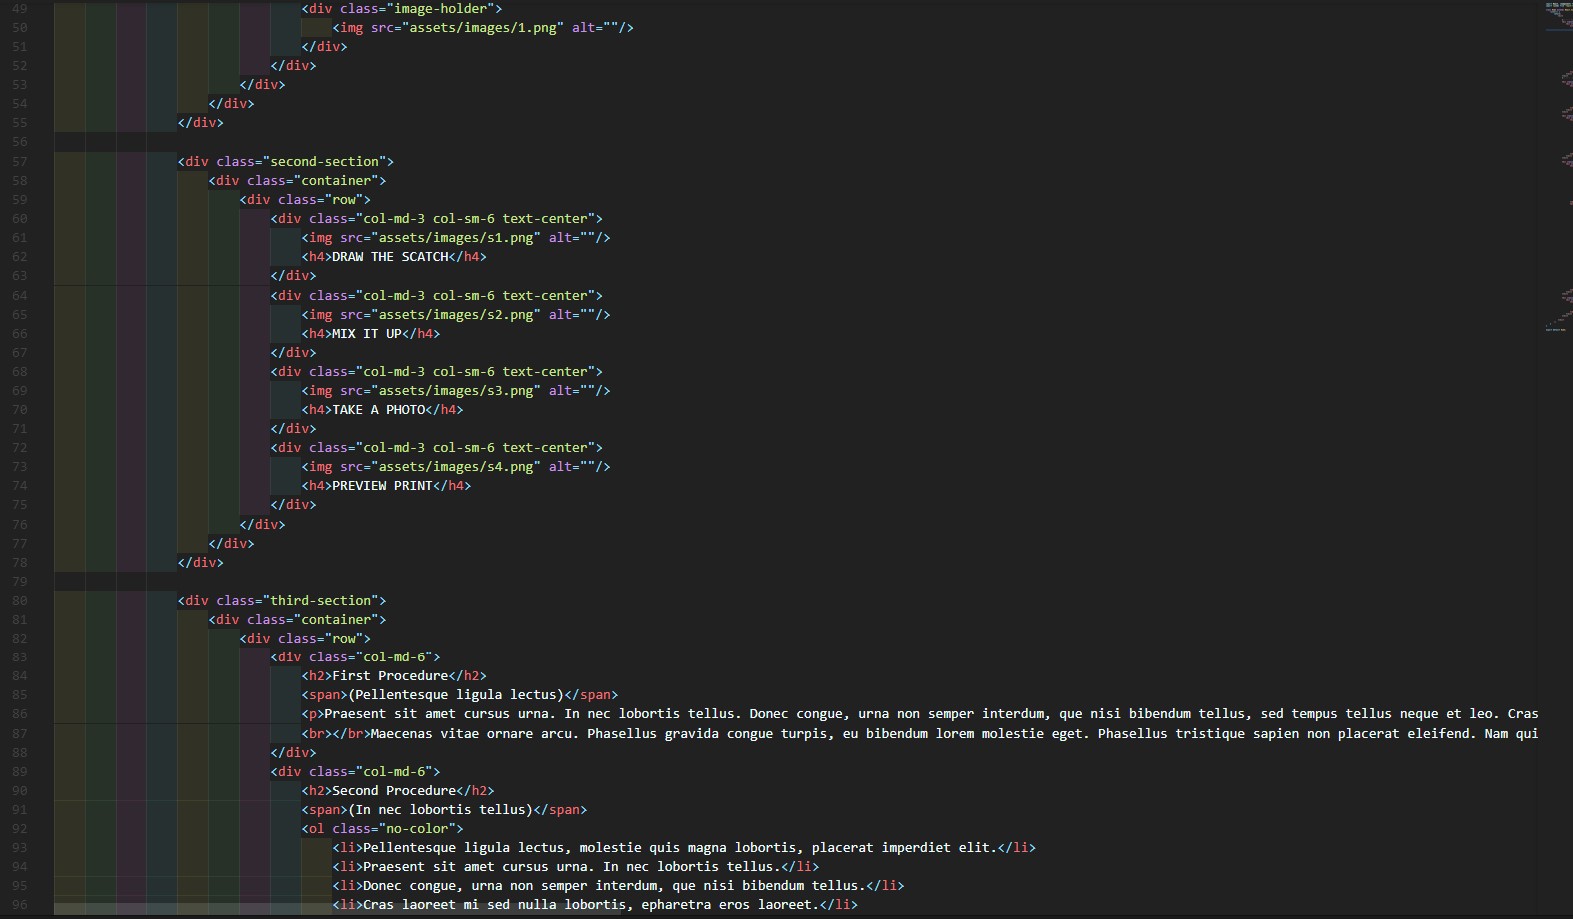 49 <div class="image-holder">
50 <img src="assets/images/1.png" alt=""/>
51 </div>
52 </div>
53 </div>
54 </div>
55 </div>
56
57 <div class="second-section">
58 <div class="container">
59 <div class="row">
60 <div class="col-md-3 col-sm-6 text-center">
61 <img src="assets/images/s1.png" alt=""/>
62 <h4>DRAW THE SCATCH</h4>
63 </div>
64 <div class="col-md-3 col-sm-6 text-center">
65 <img src="assets/images/s2.png" alt=""/>
66 <h4>MIX IT UP</h4>
67 </div>
68 <div class="col-md-3 col-sm-6 text-center">
69 <img src="assets/images/s3.png" alt=""/>
70 <h4>TAKE A PHOTO</h4>
71 </div>
72 <div class="col-md-3 col-sm-6 text-center">
73 <img src="assets/images/s4.png" alt=""/>
74 <h4>PREVIEW PRINT</h4>
75 </div>
76 </div>
77 </div>
78 </div>
79
80 <div class="third-section">
81 <div class="container">
82 <div class="row">
83 <div class="col-md-6">
84 <h2>First Procedure</h2>
85 <span>(Pellentesque ligula lectus)</span>
86 <p>Praesent sit amet cursus urna. In nec lobortis tellus. Donec congue, urna non semper interdum, que nisi bibendum tellus, sed tempus tellus neque et leo. Cras
87 <br></br>Maecenas vitae ornare arcu. Phasellus gravida congue turpis, eu bibendum lorem molestie eget. Phasellus tristique sapien non placerat eleifend. Nam qui
88 </div>
89 <div class="col-md-6">
90 <h2>Second Procedure</h2>
91 <span>(In nec lobortis tellus)</span>
92 <ol class="no-color">
93 <li>Pellentesque ligula lectus, molestie quis magna lobortis, placerat imperdiet elit.</li>
94 <li>Praesent sit amet cursus urna. In nec lobortis tellus.</li>
95 <li>Donec congue, urna non semper interdum, que nisi bibendum tellus.</li>
96 <li>Cras laoreet mi sed nulla lobortis, epharetra eros laoreet.</li>